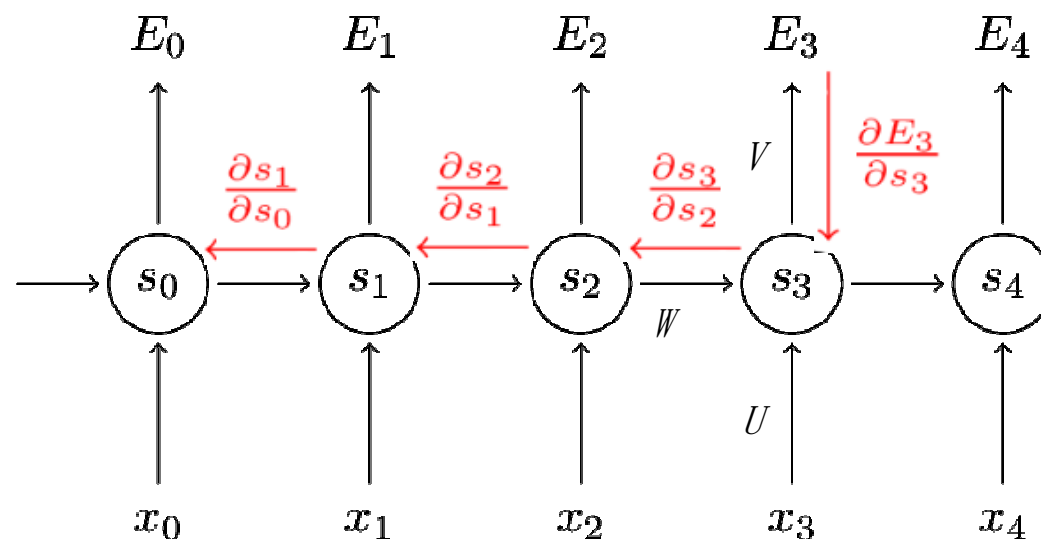 E₀ E₁ E₂ E₃ E₄
V
∂E₃/∂s₃
∂s₁/∂s₀ ∂s₂/∂s₁ ∂s₃/∂s₂
s₀ s₁ s₂ s₃ s₄
W
U
x₀ x₁ x₂ x₃ x₄